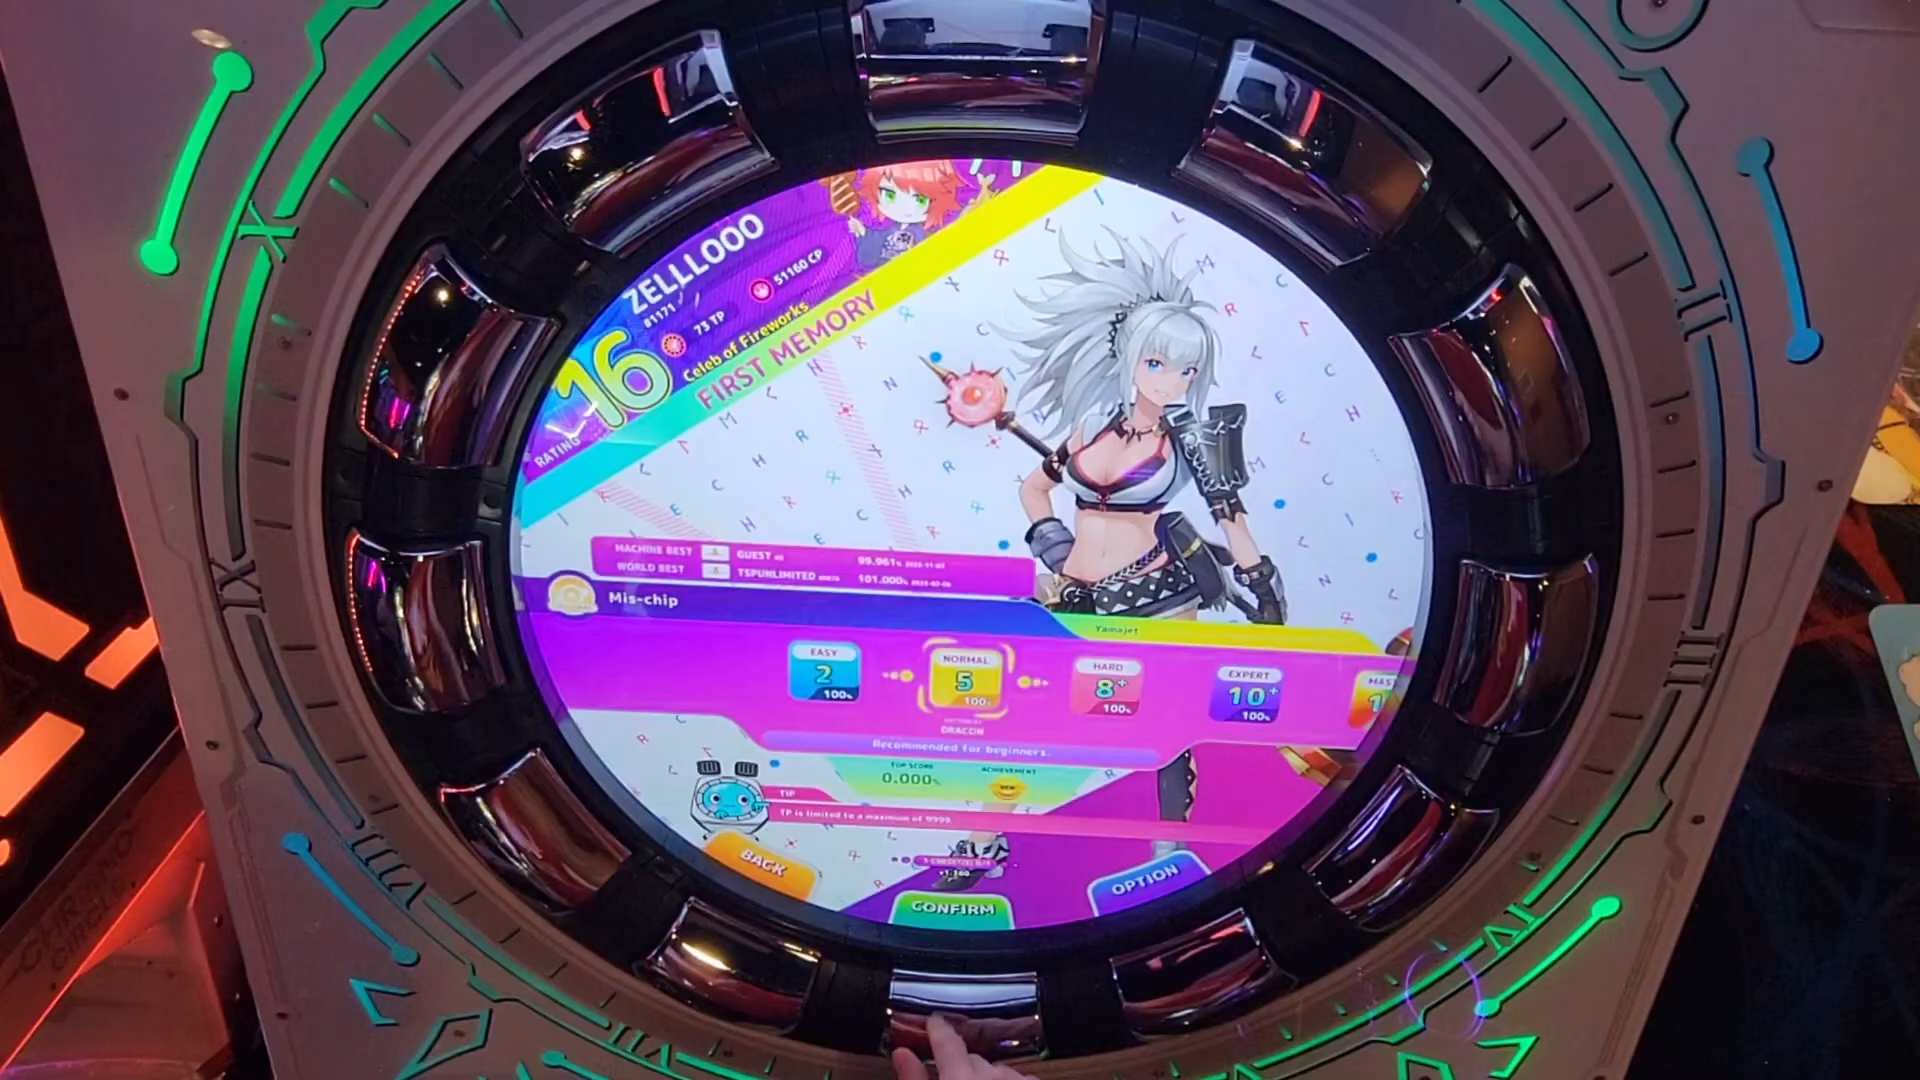 ZELLLOOO
#1171
51160 CP
73 TP
16
RATING
Celeb of Fireworks
FIRST MEMORY
MACHINE BEST GUEST 99.961%
WORLD BEST TSPUNLIMITED 101.000%
Mis-chip
Yamajet
EASY
2
100%
NORMAL
5
100%
HARD
8+
100%
EXPERT
10+
100%
DRACON
Recommended for beginners.
TOP SCORE
0.000%
ACHIEVEMENT
TIP
TP is limited to a maximum of 9999.
BACK
CONFIRM
OPTION
CIRCLE